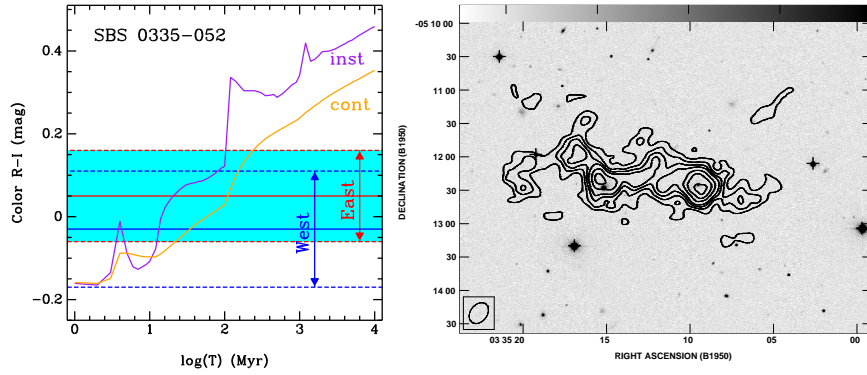 SBS 0335-052
inst
cont
East
West
Color R-I (mag)
0.4
0.2
0
-0.2
0
1
2
3
4
log(T) (Myr)
-05 10 00
30
11 00
30
12 00
30
13 00
30
14 00
30
DECLINATION (B1950)
03 35 20
15
10
05
00
RIGHT ASCENSION (B1950)